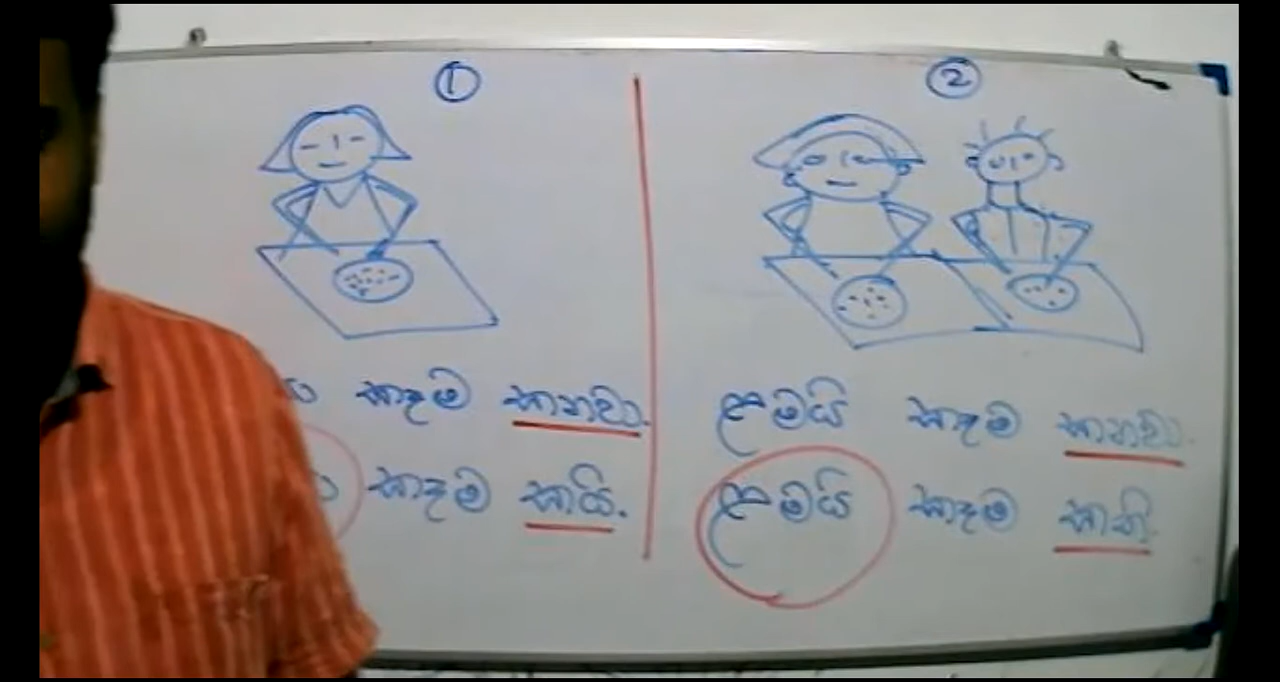 ① ②
කෑම කනවා. ළමයි කෑම කනවා.
කෑම කයි. ළමයි කෑම කති.